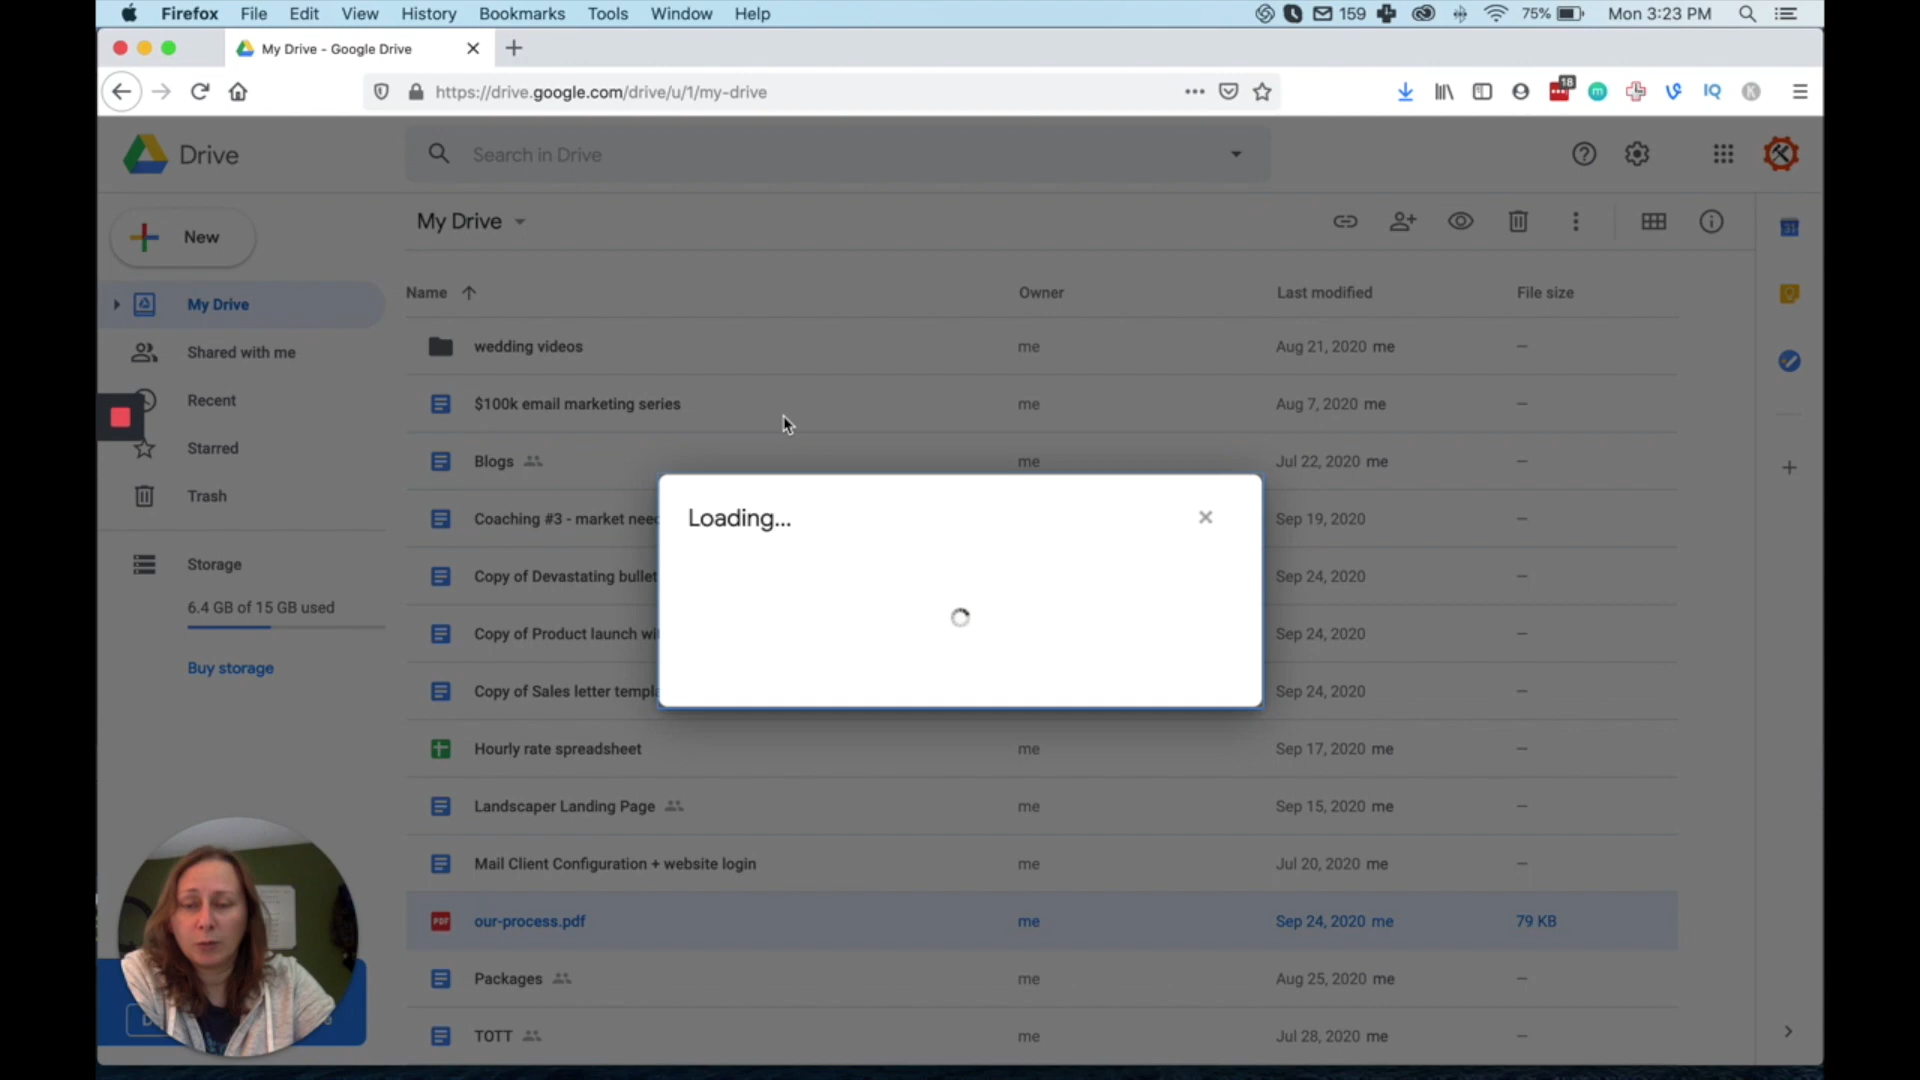 Firefox File Edit View History Bookmarks Tools Window Help 159 75% Mon 3:23 PM
My Drive - Google Drive
https://drive.google.com/drive/u/1/my-drive 18 IQ K
Drive Search in Drive
New My Drive
31
Name Owner Last modified File size
My Drive
wedding videos me Aug 21, 2020 me –
Shared with me
Recent $100k email marketing series me Aug 7, 2020 me –
Starred Blogs me Jul 22, 2020 me –
Trash
Coaching #3 - market need Sep 19, 2020 –
Loading...
Storage Copy of Devastating bullet Sep 24, 2020 –
6.4 GB of 15 GB used
Copy of Product launch Sep 24, 2020 –
Buy storage
Copy of Sales letter Sep 24, 2020 –
Hourly rate spreadsheet me Sep 17, 2020 me –
Landscaper Landing Page me Sep 15, 2020 me –
Mail Client Configuration + website login me Jul 20, 2020 me –
PDF our-process.pdf me Sep 24, 2020 me 79 KB
Packages me Aug 25, 2020 me –
TOTT me Jul 28, 2020 me –